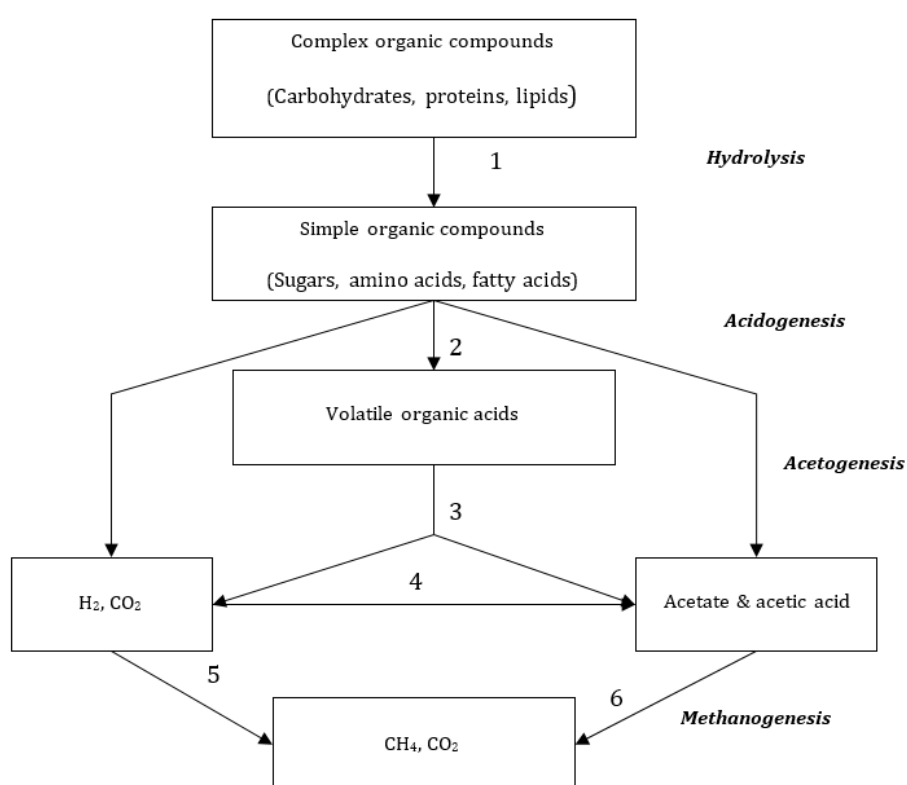 Complex organic compounds
(Carbohydrates, proteins, lipids)
1
Hydrolysis
Simple organic compounds
(Sugars, amino acids, fatty acids)
Acidogenesis
2
Volatile organic acids
Acetogenesis
3
4
H₂, CO₂
Acetate & acetic acid
5
6
Methanogenesis
CH₄, CO₂